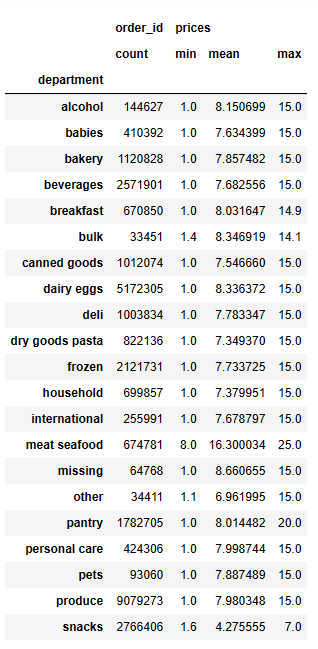 order_id prices
count min mean max
department
alcohol 144627 1.0 8.150699 15.0
babies 410392 1.0 7.634399 15.0
bakery 1120828 1.0 7.857482 15.0
beverages 2571901 1.0 7.682556 15.0
breakfast 670850 1.0 8.031647 14.9
bulk 33451 1.4 8.346919 14.1
canned goods 1012074 1.0 7.546660 15.0
dairy eggs 5172305 1.0 8.336372 15.0
deli 1003834 1.0 7.783347 15.0
dry goods pasta 822136 1.0 7.349370 15.0
frozen 2121731 1.0 7.733725 15.0
household 699857 1.0 7.379951 15.0
international 255991 1.0 7.678797 15.0
meat seafood 674781 8.0 16.300034 25.0
missing 64768 1.0 8.660655 15.0
other 34411 1.1 6.961995 15.0
pantry 1782705 1.0 8.014482 20.0
personal care 424306 1.0 7.998744 15.0
pets 93060 1.0 7.887489 15.0
produce 9079273 1.0 7.980348 15.0
snacks 2766406 1.6 4.275555 7.0